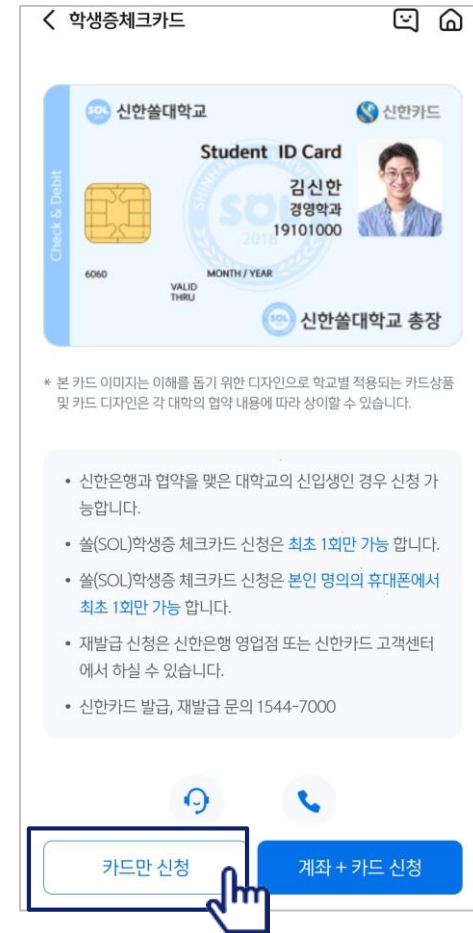 학생증체크카드
SOL 신한쏠대학교
신한카드
Check & Debit
Student ID Card
김신한
경영학과
19101000
SOL
2018
6060
MONTH / YEAR
VALID
THRU
SOL 신한쏠대학교 총장
* 본 카드 이미지는 이해를 돕기 위한 디자인으로 학교별 적용되는 카드상품
및 카드 디자인은 각 대학의 협약 내용에 따라 상이할 수 있습니다.
• 신한은행과 협약을 맺은 대학교의 신입생인 경우 신청 가
능합니다.
• 쏠(SOL)학생증 체크카드 신청은 최초 1회만 가능 합니다.
• 쏠(SOL)학생증 체크카드 신청은 본인 명의의 휴대폰에서
최초 1회만 가능 합니다.
• 재발급 신청은 신한은행 영업점 또는 신한카드 고객센터
에서 하실 수 있습니다.
• 신한카드 발급, 재발급 문의 1544-7000
카드만 신청
계좌 + 카드 신청